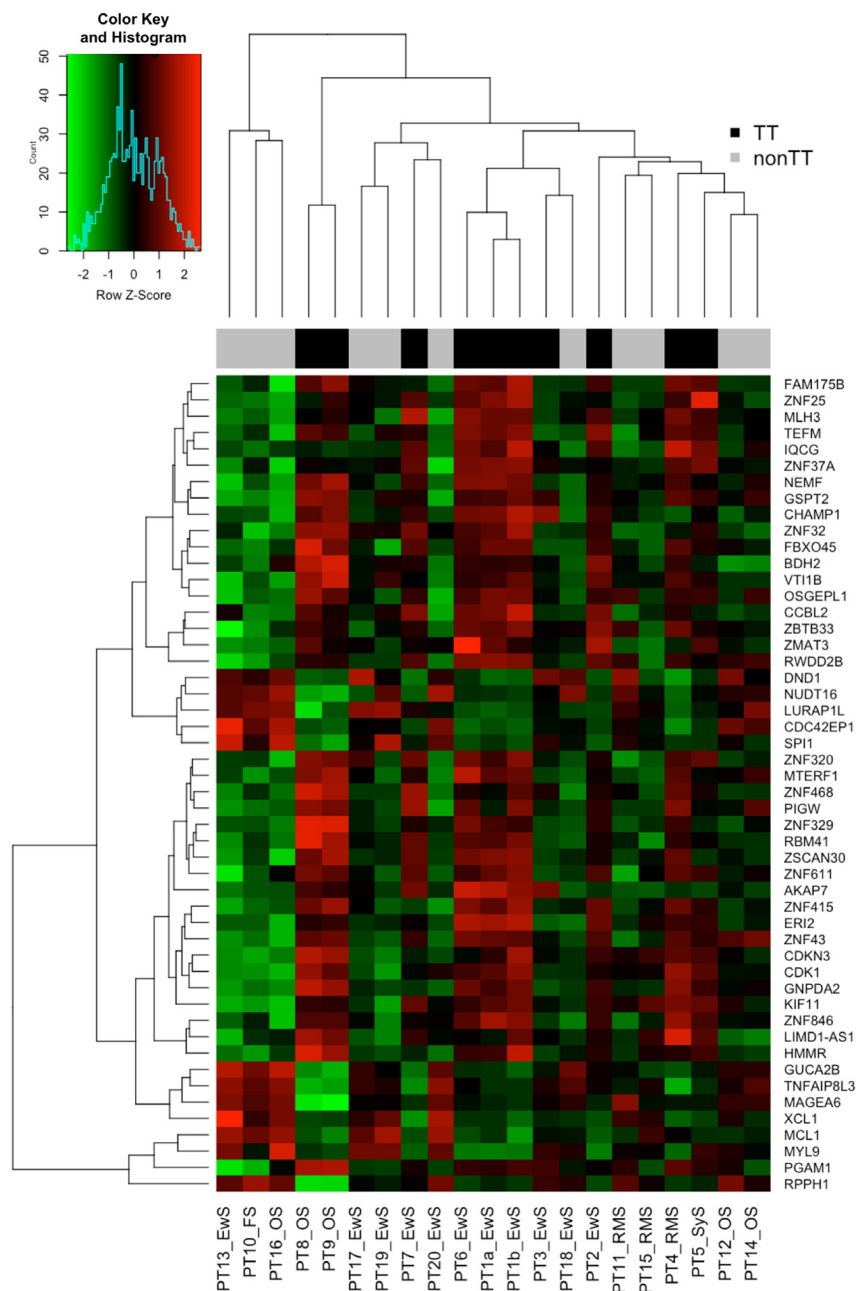 Color Key
and Histogram
50
40
30
20
10
0
Count
-2 -1 0 1 2
Row Z-Score
TT
nonTT
FAM175B
ZNF25
MLH3
TEFM
IQCG
ZNF37A
NEMF
GSPT2
CHAMP1
ZNF32
FBXO45
BDH2
VTI1B
OSGEPL1
CCBL2
ZBTB33
ZMAT3
RWDD2B
DND1
NUDT16
LURAP1L
CDC42EP1
SPI1
ZNF320
MTERF1
ZNF468
PIGW
ZNF329
RBM41
ZSCAN30
ZNF611
AKAP7
ZNF415
ERI2
ZNF43
CDKN3
CDK1
GNPDA2
KIF11
ZNF846
LIMD1-AS1
HMMR
GUCA2B
TNFAIP8L3
MAGEA6
XCL1
MCL1
MYL9
PGAM1
RPPH1
PT13_EwS
PT10_FS
PT16_OS
PT8_OS
PT9_OS
PT17_EwS
PT19_EwS
PT7_EwS
PT20_EwS
PT6_EwS
PT1a_EwS
PT1b_EwS
PT3_EwS
PT18_EwS
PT2_EwS
PT11_RMS
PT15_RMS
PT4_RMS
PT5_SyS
PT12_OS
PT14_OS